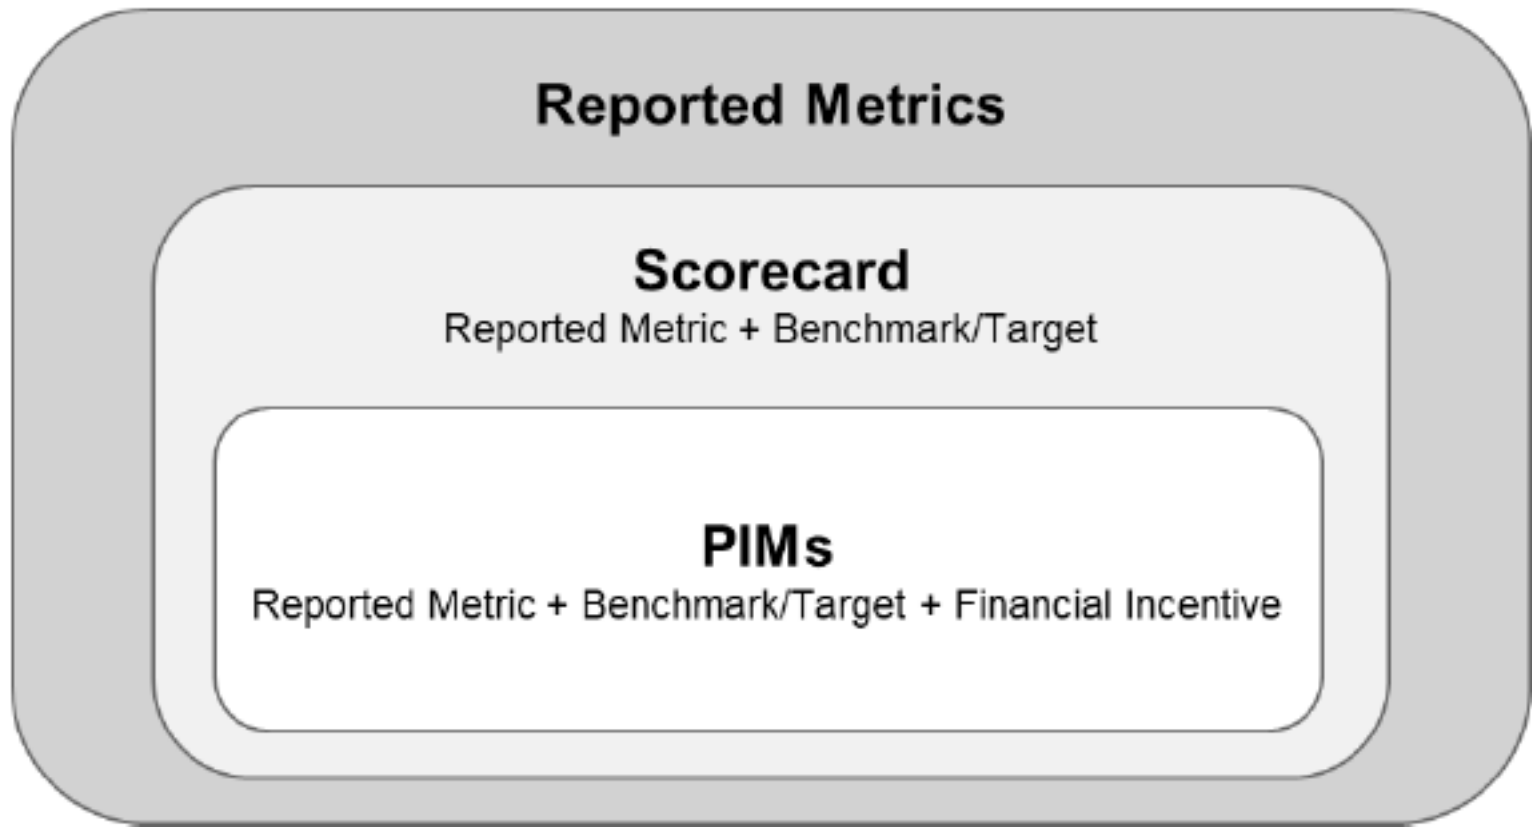 Reported Metrics
Scorecard
Reported Metric + Benchmark/Target
PIMs
Reported Metric + Benchmark/Target + Financial Incentive